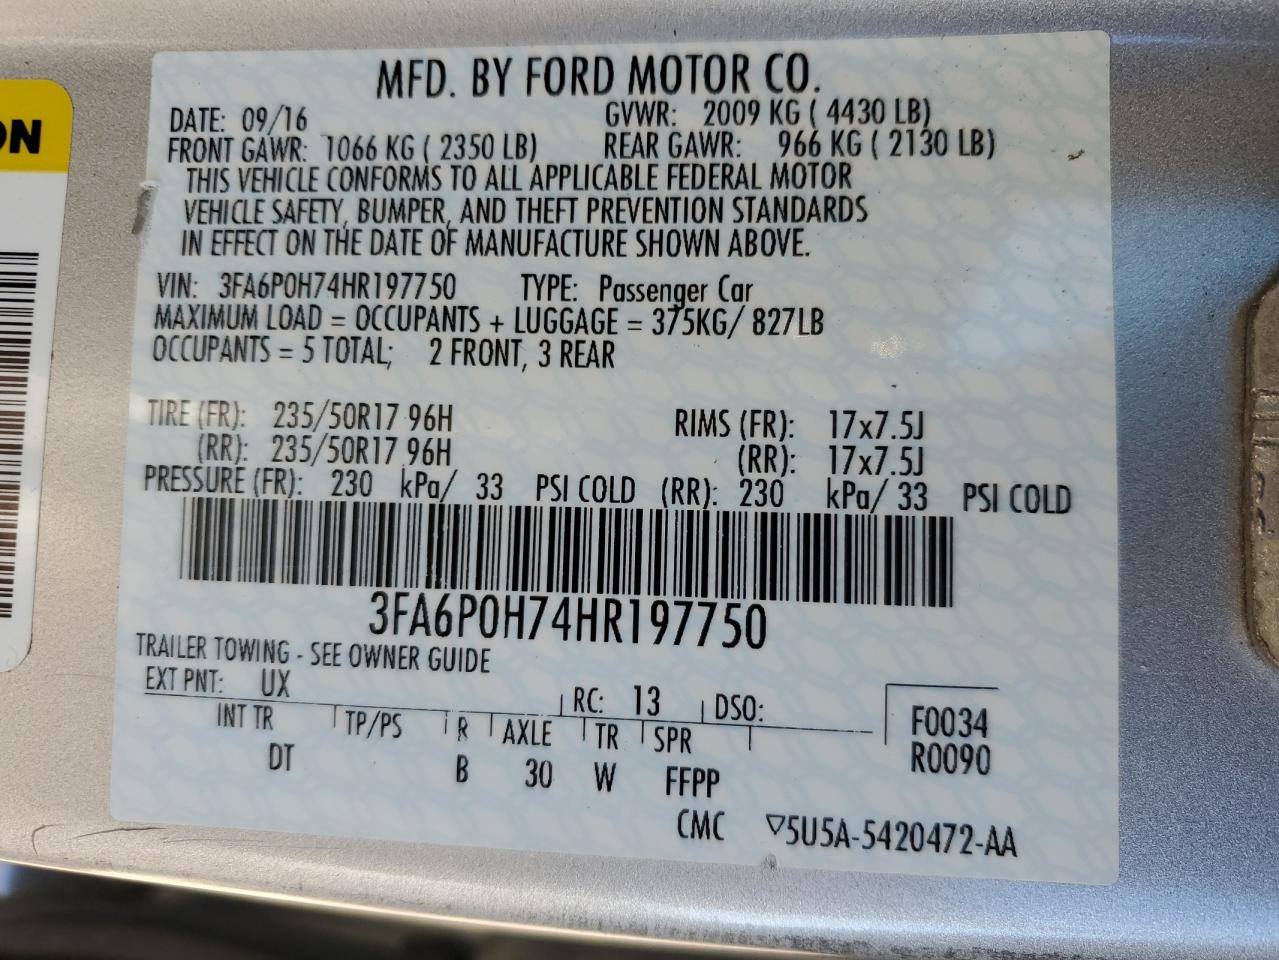 ON
MFD. BY FORD MOTOR CO.
DATE: 09/16 GVWR: 2009 KG ( 4430 LB)
FRONT GAWR: 1066 KG ( 2350 LB) REAR GAWR: 966 KG ( 2130 LB)
THIS VEHICLE CONFORMS TO ALL APPLICABLE FEDERAL MOTOR
VEHICLE SAFETY, BUMPER, AND THEFT PREVENTION STANDARDS
IN EFFECT ON THE DATE OF MANUFACTURE SHOWN ABOVE.
VIN: 3FA6P0H74HR197750 TYPE: Passenger Car
MAXIMUM LOAD = OCCUPANTS + LUGGAGE = 375KG/ 827LB
OCCUPANTS = 5 TOTAL; 2 FRONT, 3 REAR
TIRE (FR): 235/50R17 96H RIMS (FR): 17x7.5J
(RR): 235/50R17 96H (RR): 17x7.5J
PRESSURE (FR): 230 kPa/ 33 PSI COLD (RR): 230 kPa/ 33 PSI COLD
3FA6P0H74HR197750
TRAILER TOWING - SEE OWNER GUIDE
EXT PNT: UX RC: 13 DSO:
INT TR TP/PS R AXLE TR SPR F0034
DT B 30 W FFPP R0090
CMC ▽5U5A-5420472-AA